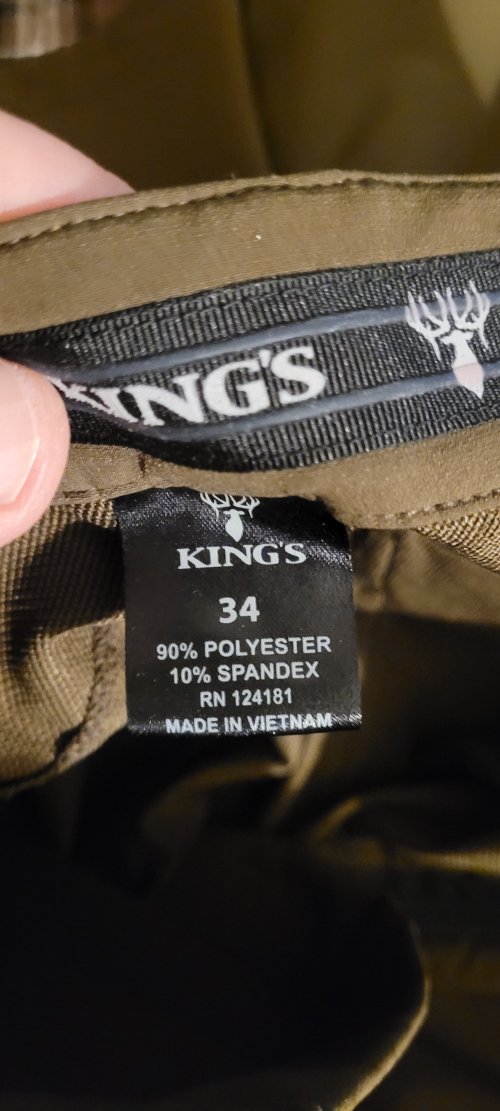 KING'S
KING'S
34
90% POLYESTER
10% SPANDEX
RN 124181
MADE IN VIETNAM